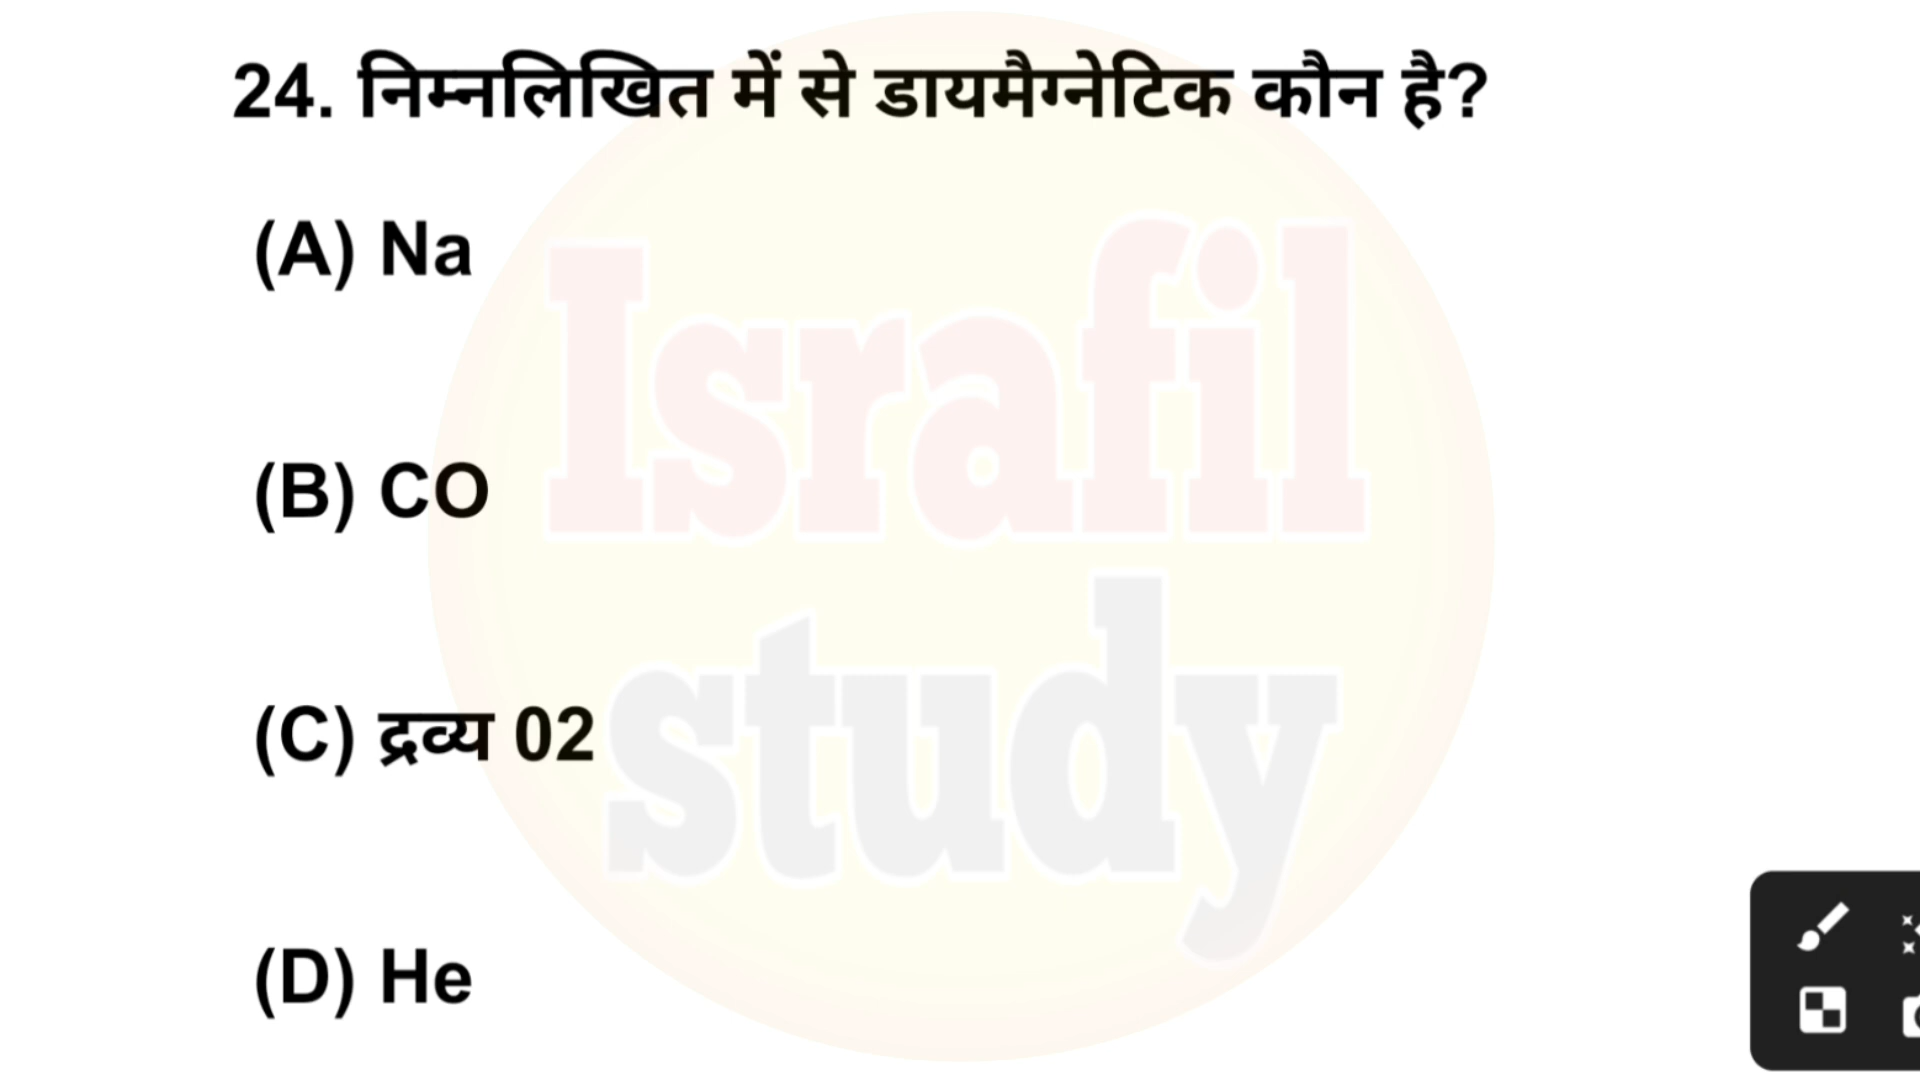 24. निम्नलिखित में से डायमैग्नेटिक कौन है?
(A) Na
(B) CO
Israfil
(C) द्रव्य 02
study
(D) He